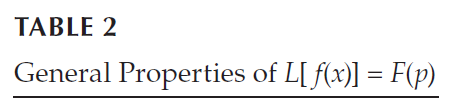 TABLE 2
General Properties of L[ f(x)] = F(p)